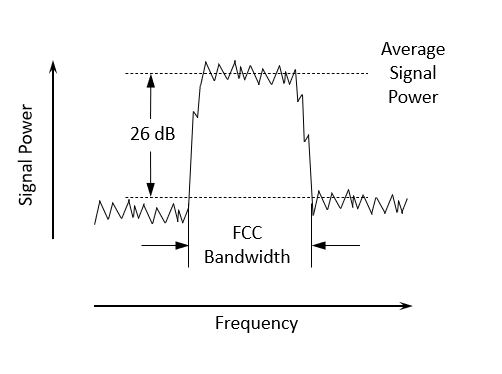 Average
Signal
Power
26 dB
Signal Power
FCC
Bandwidth
Frequency